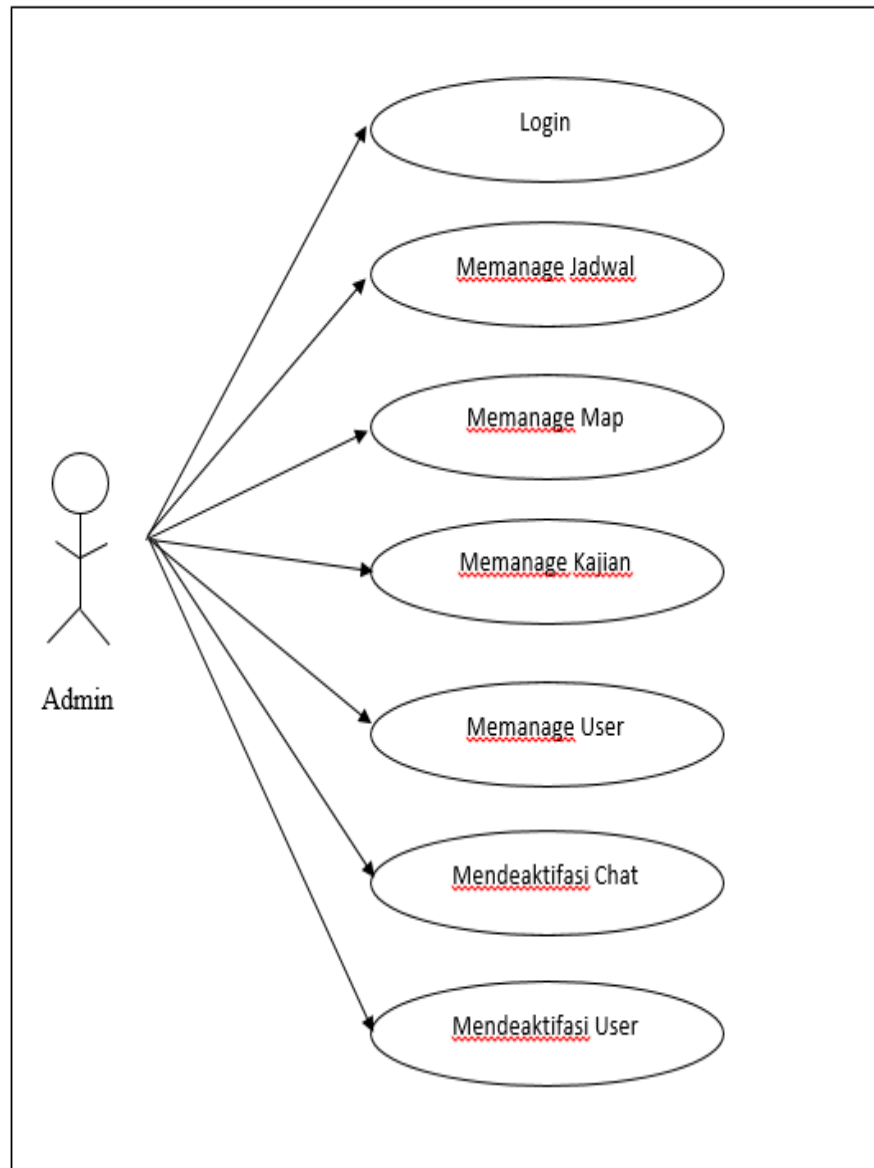 Login
Memanage Jadwal
Memanage Map
Memanage Kajian
Admin
Memanage User
Mendeaktifasi Chat
Mendeaktifasi User